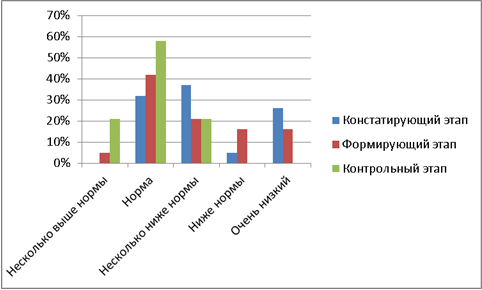 70%
60%
50%
40%
30%
20%
10%
0%
Несколько выше нормы
Норма
Несколько ниже нормы
Ниже нормы
Очень низкий
Констатирующий этап
Формирующий этап
Контрольный этап